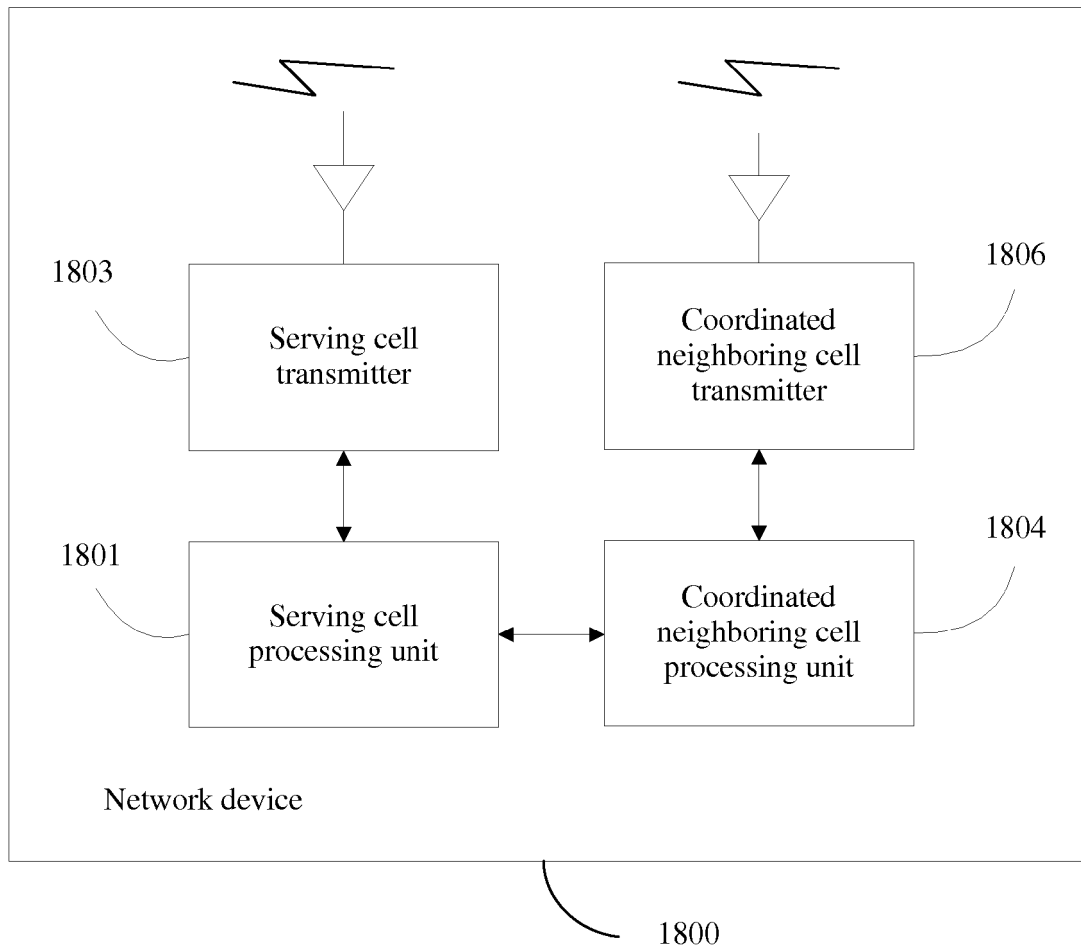 1803
Serving cell
transmitter
Coordinated
neighboring cell
transmitter
1806
1801
Serving cell
processing unit
Coordinated
neighboring cell
processing unit
1804
Network device
1800